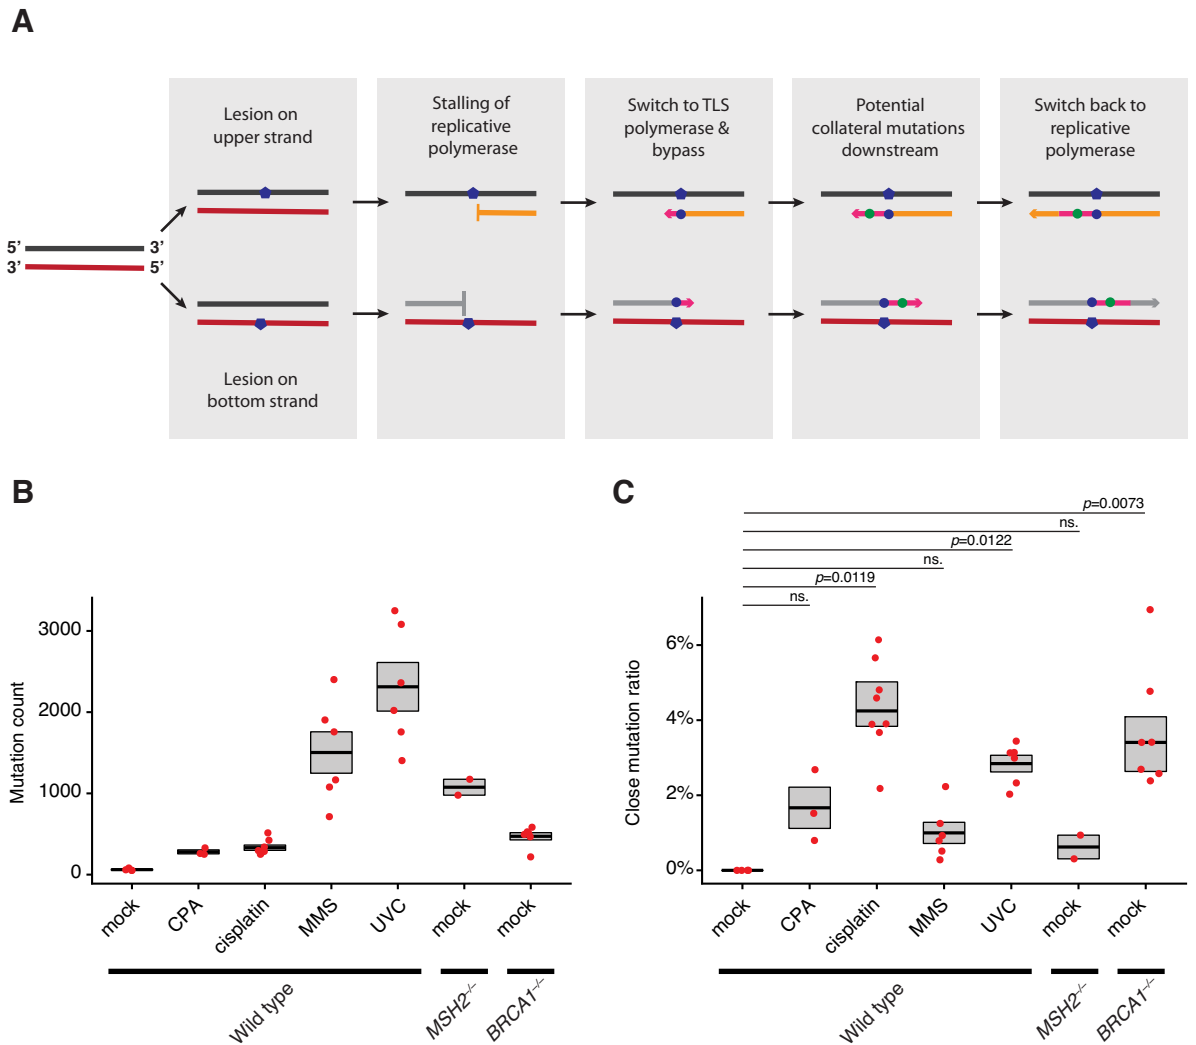 A
Lesion on
upper strand
Stalling of
replicative
polymerase
Switch to TLS
polymerase &
bypass
Potential
collateral mutations
downstream
Switch back to
replicative
polymerase
5’ 3’
3’ 5’
Lesion on
bottom strand
B
Mutation count
3000
2000
1000
0
mock
CPA
cisplatin
MMS
UVC
mock
mock
Wild type
MSH2-/-
BRCA1-/-
C
p=0.0073
ns.
p=0.0122
ns.
p=0.0119
ns.
Close mutation ratio
6%
4%
2%
0%
mock
CPA
cisplatin
MMS
UVC
mock
mock
Wild type
MSH2-/-
BRCA1-/-